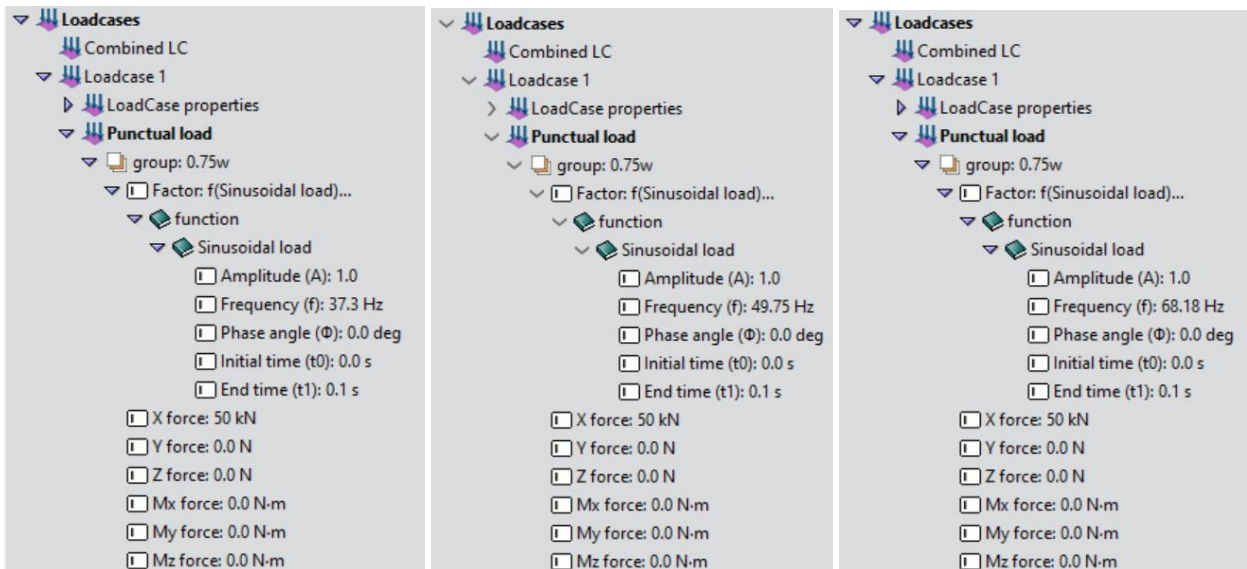 Loadcases
Combined LC
Loadcase 1
LoadCase properties
Punctual load
group: 0.75w
Factor: f(Sinusoidal load)...
function
Sinusoidal load
Amplitude (A): 1.0
Frequency (f): 37.3 Hz
Phase angle (Φ): 0.0 deg
Initial time (t0): 0.0 s
End time (t1): 0.1 s
X force: 50 kN
Y force: 0.0 N
Z force: 0.0 N
Mx force: 0.0 N·m
My force: 0.0 N·m
Mz force: 0.0 N·m
Loadcases
Combined LC
Loadcase 1
LoadCase properties
Punctual load
group: 0.75w
Factor: f(Sinusoidal load)...
function
Sinusoidal load
Amplitude (A): 1.0
Frequency (f): 49.75 Hz
Phase angle (Φ): 0.0 deg
Initial time (t0): 0.0 s
End time (t1): 0.1 s
X force: 50 kN
Y force: 0.0 N
Z force: 0.0 N
Mx force: 0.0 N·m
My force: 0.0 N·m
Mz force: 0.0 N·m
Loadcases
Combined LC
Loadcase 1
LoadCase properties
Punctual load
group: 0.75w
Factor: f(Sinusoidal load)...
function
Sinusoidal load
Amplitude (A): 1.0
Frequency (f): 68.18 Hz
Phase angle (Φ): 0.0 deg
Initial time (t0): 0.0 s
End time (t1): 0.1 s
X force: 50 kN
Y force: 0.0 N
Z force: 0.0 N
Mx force: 0.0 N·m
My force: 0.0 N·m
Mz force: 0.0 N·m